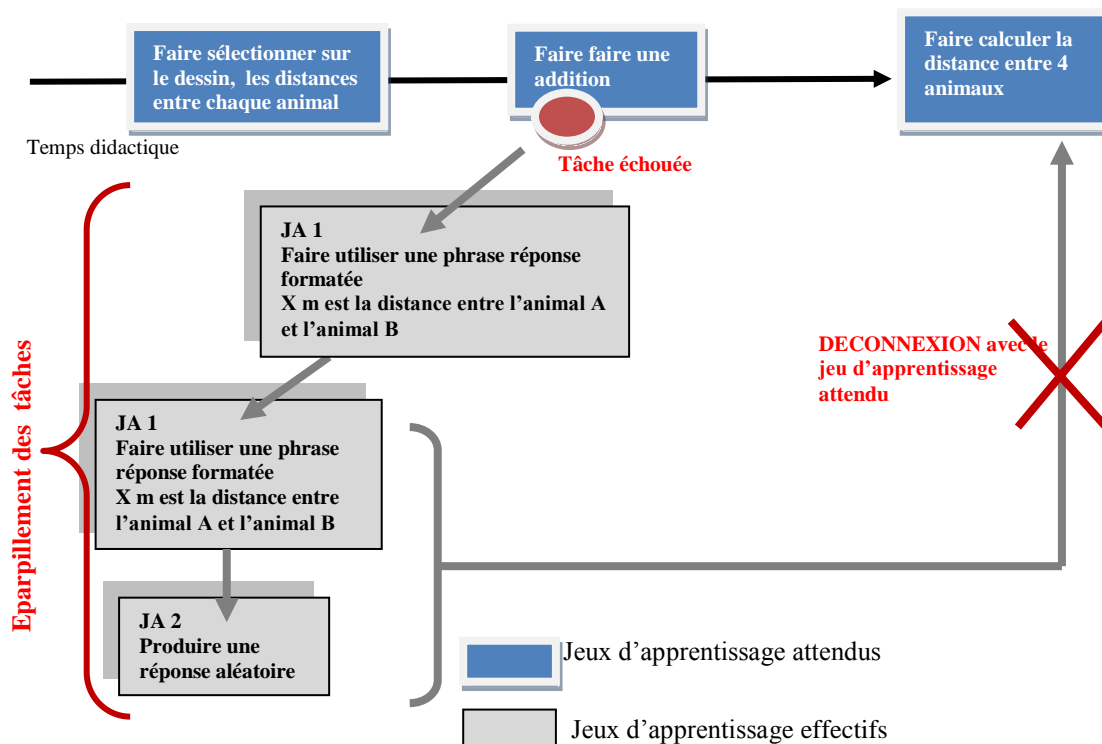 Faire sélectionner sur
le dessin, les distances
entre chaque animal
Faire faire une
addition
Faire calculer la
distance entre 4
animaux
Temps didactique
Tâche échouée
JA 1
Faire utiliser une phrase réponse
formatée
X m est la distance entre l'animal A
et l'animal B
DECONNEXION avec le
jeu d'apprentissage
attendu
Eparpillement des tâches
JA 1
Faire utiliser une phrase
réponse formatée
X m est la distance entre
l'animal A et l'animal B
JA 2
Produire une
réponse aléatoire
Jeux d'apprentissage attendus
Jeux d'apprentissage effectifs